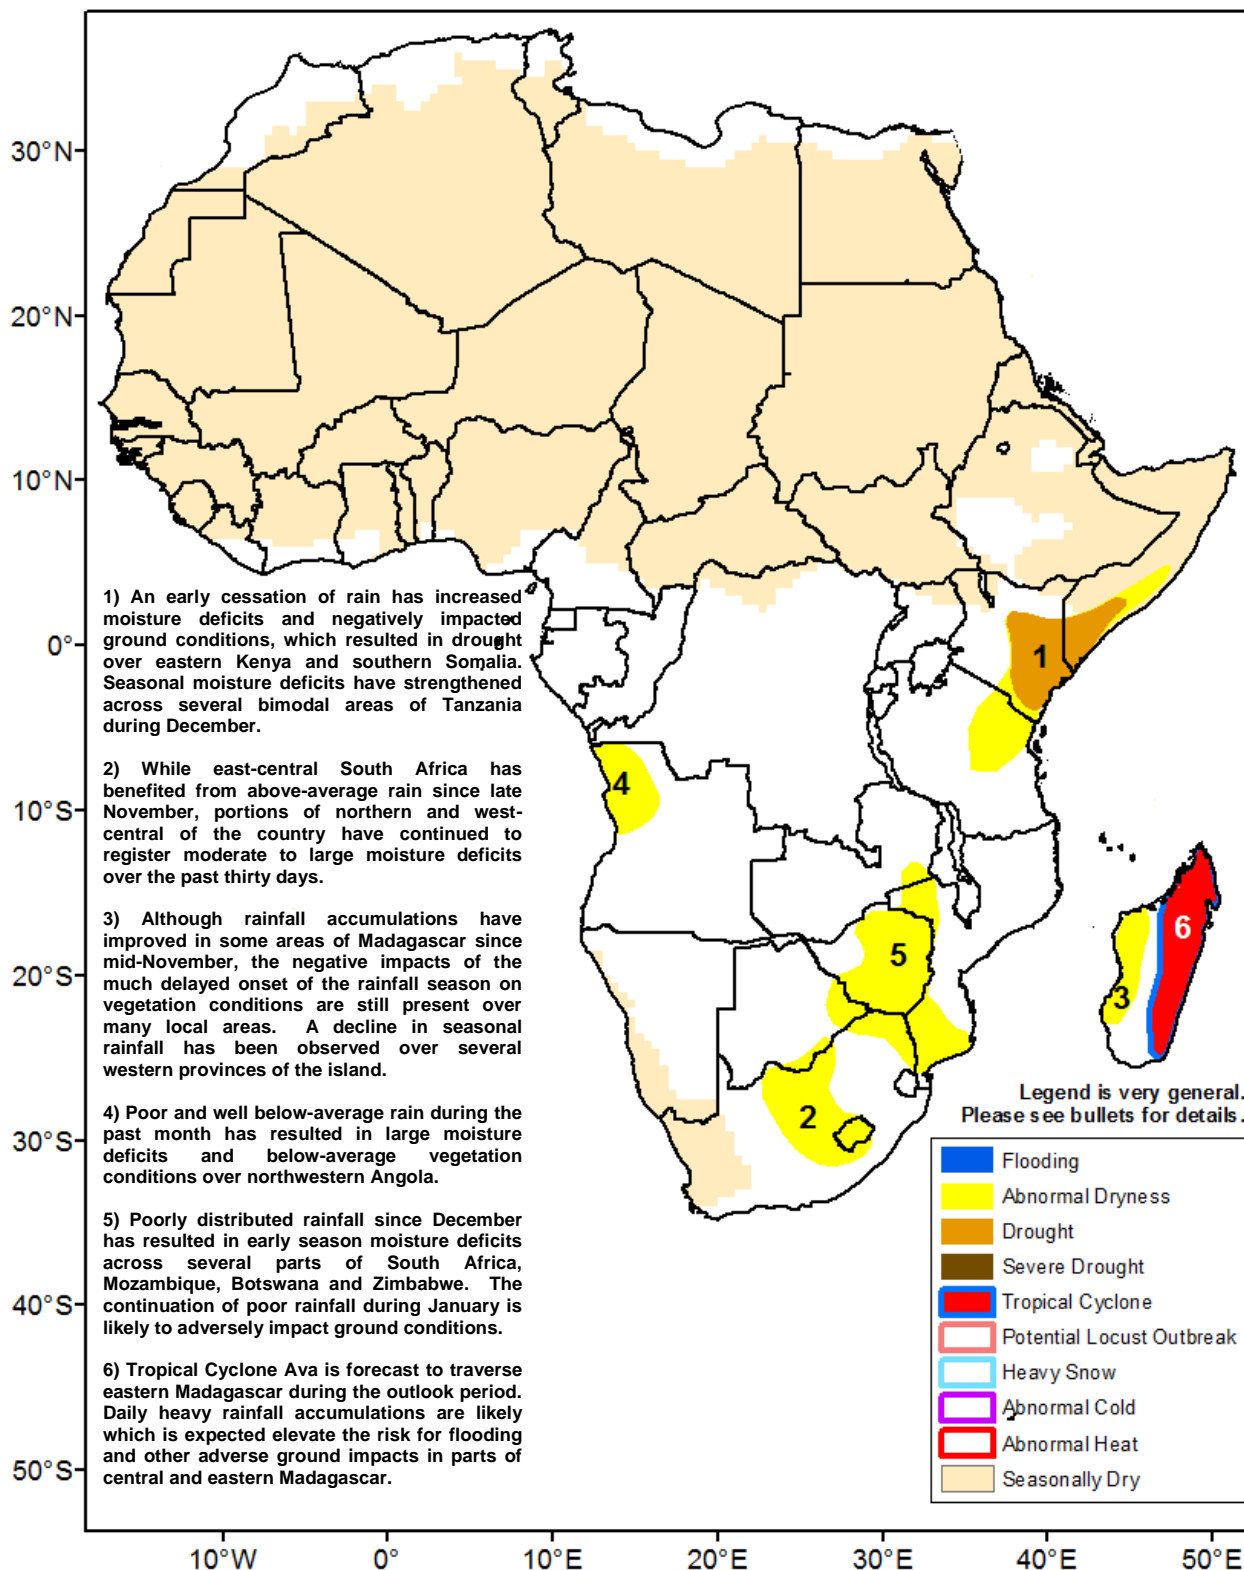 30°N
20°N
10°N
0°
10°S
20°S
30°S
40°S
50°S
1) An early cessation of rain has increased
moisture deficits and negatively impacted
ground conditions, which resulted in drought
over eastern Kenya and southern Somalia.
Seasonal moisture deficits have strengthened
across several bimodal areas of Tanzania
during December.
2) While east-central South Africa has
benefited from above-average rain since late
November, portions of northern and west-
central of the country have continued to
register moderate to large moisture deficits
over the past thirty days.
3) Although rainfall accumulations have
improved in some areas of Madagascar since
mid-November, the negative impacts of the
much delayed onset of the rainfall season on
vegetation conditions are still present over
many local areas. A decline in seasonal
rainfall has been observed over several
western provinces of the island.
4) Poor and well below-average rain during the
past month has resulted in large moisture
deficits and below-average vegetation
conditions over northwestern Angola.
5) Poorly distributed rainfall since December
has resulted in early season moisture deficits
across several parts of South Africa,
Mozambique, Botswana and Zimbabwe. The
continuation of poor rainfall during January is
likely to adversely impact ground conditions.
6) Tropical Cyclone Ava is forecast to traverse
eastern Madagascar during the outlook period.
Daily heavy rainfall accumulations are likely
which is expected elevate the risk for flooding
and other adverse ground impacts in parts of
central and eastern Madagascar.
1
4
5
6
3
2
Legend is very general.
Please see bullets for details.
Flooding
Abnormal Dryness
Drought
Severe Drought
Tropical Cyclone
Potential Locust Outbreak
Heavy Snow
Abnormal Cold
Abnormal Heat
Seasonally Dry
10°W
0°
10°E
20°E
30°E
40°E
50°E